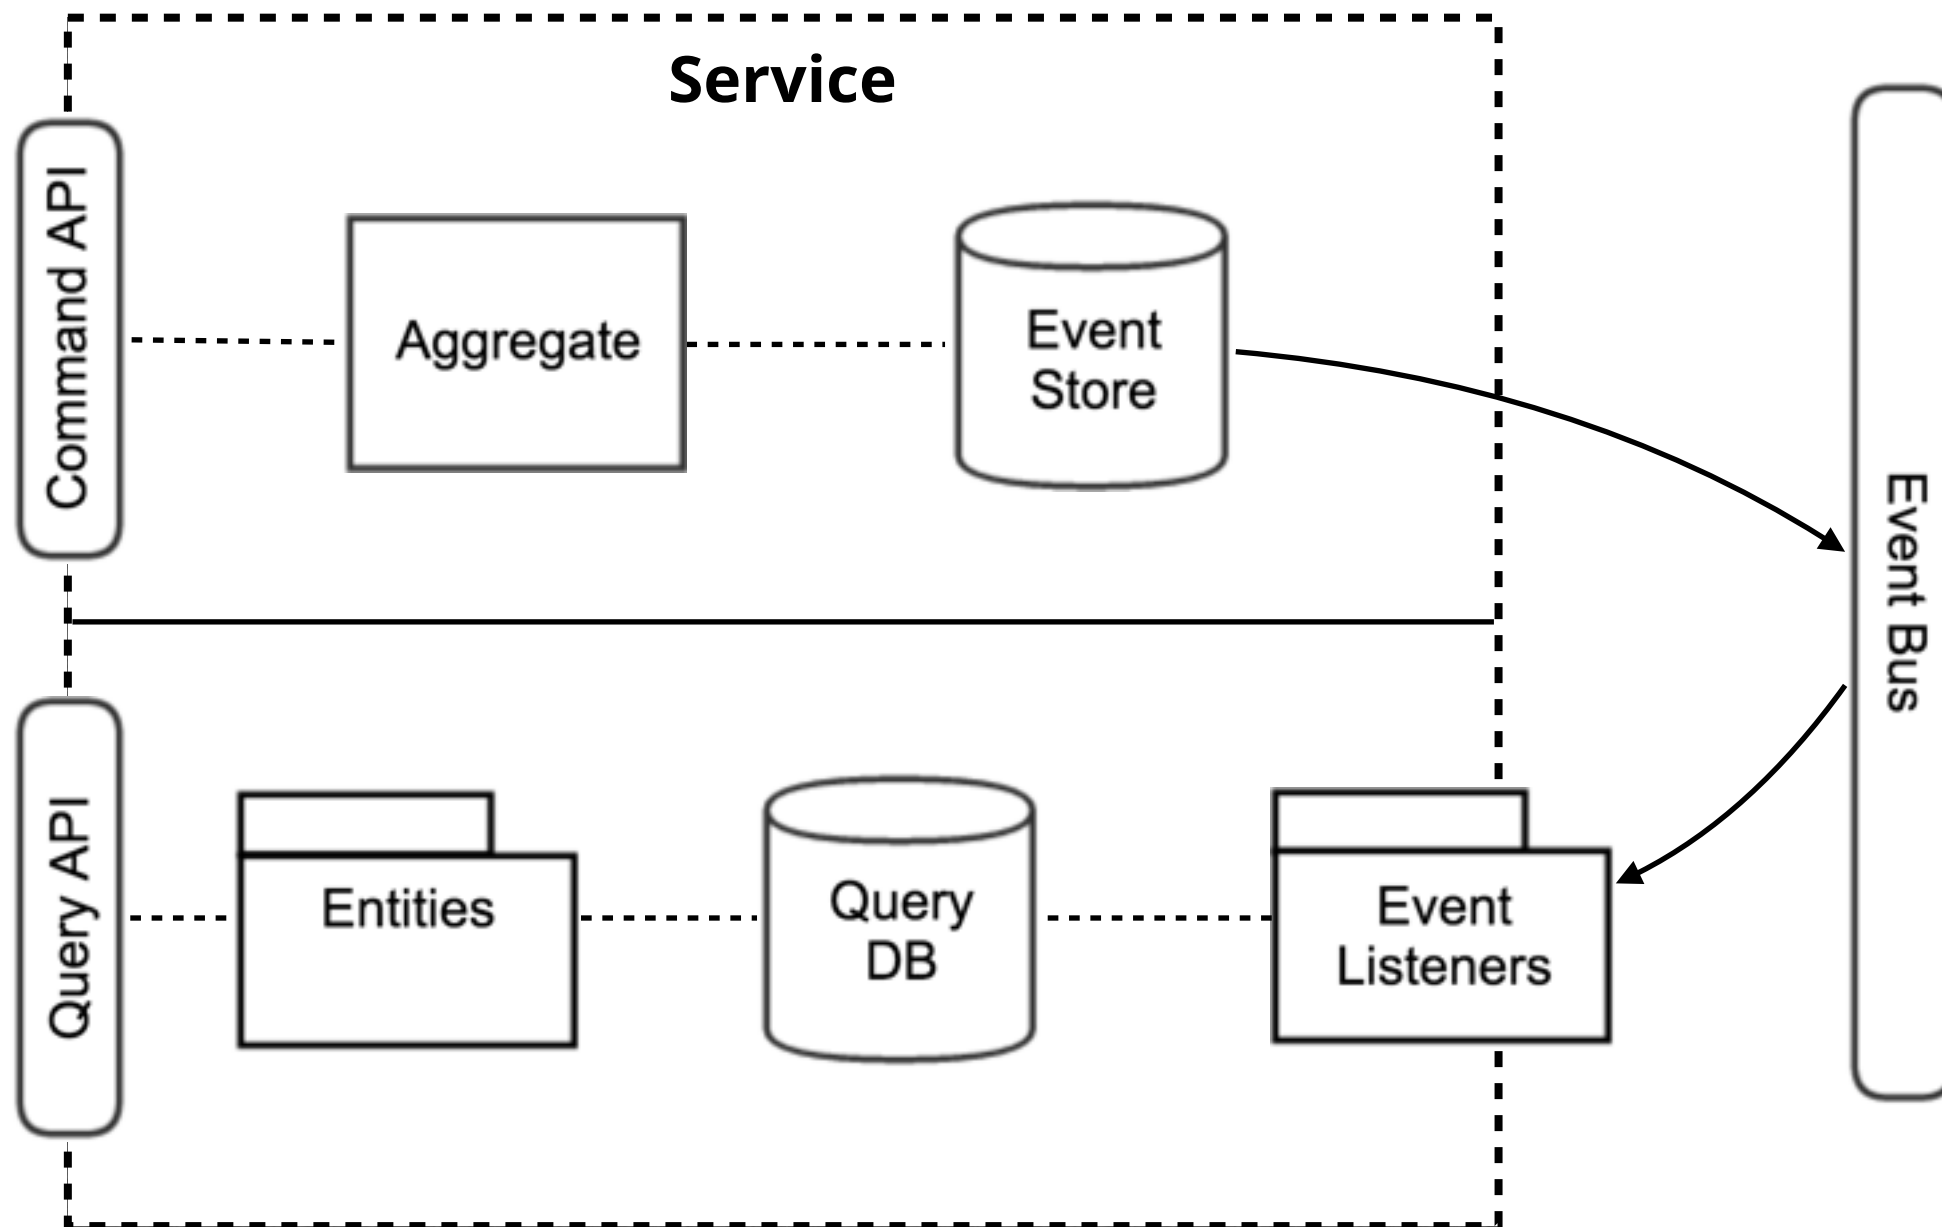 Service
Command API
Aggregate
Event
Store
Event Bus
Query API
Entities
Query
DB
Event
Listeners